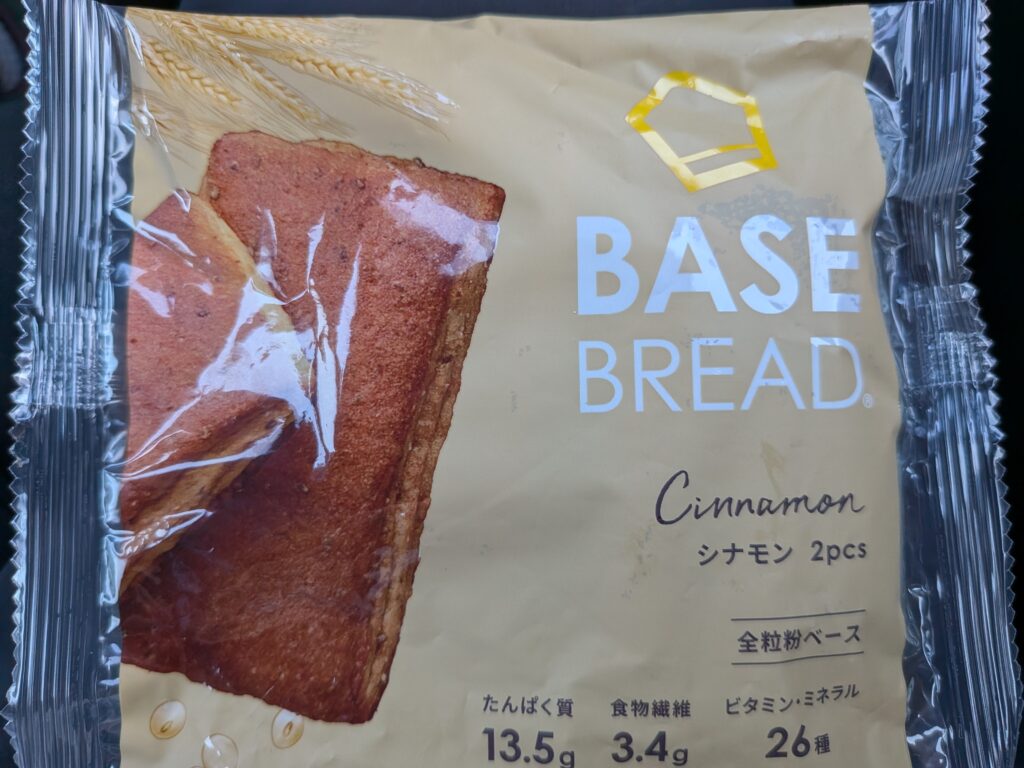 BASE
BREAD®
Cinnamon
シナモン 2pcs
全粒粉ベース
たんぱく質 食物繊維 ビタミン・ミネラル
13.5g 3.4g 26種